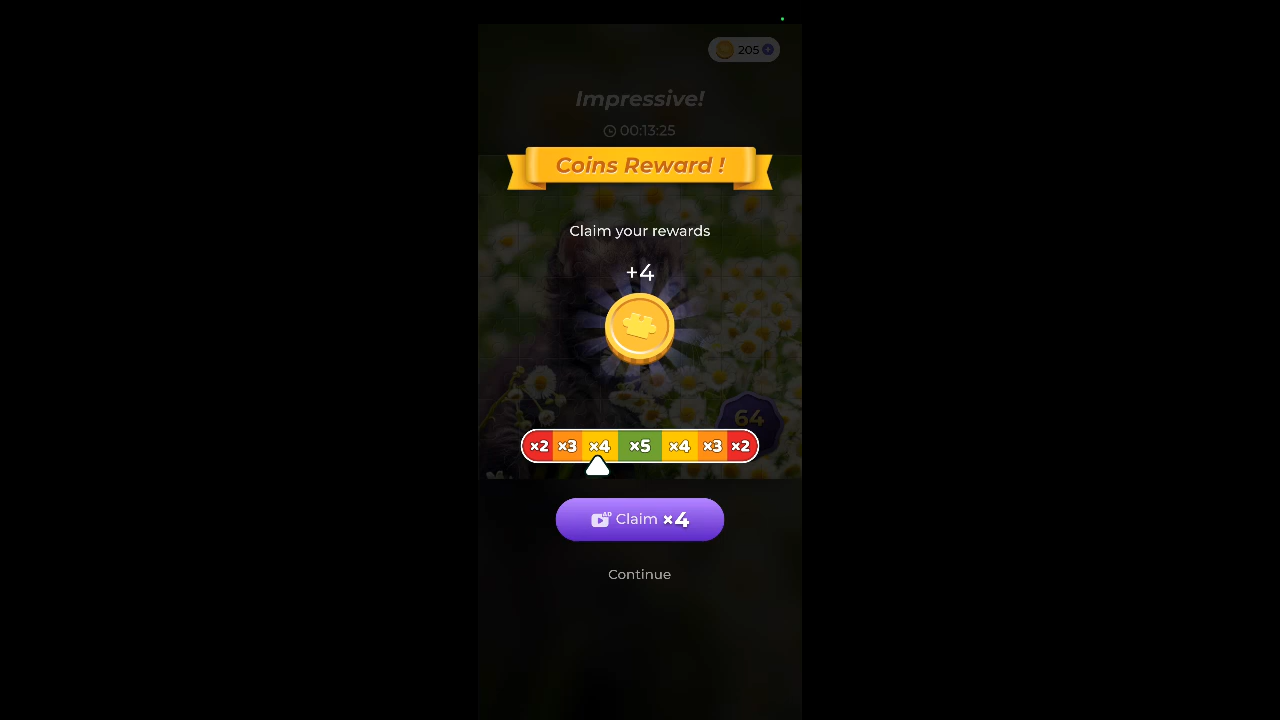 205
Impressive!
00:13:25
Coins Reward !
Claim your rewards
+4
64
×2 ×3 ×4 ×5 ×4 ×3 ×2
AD Claim ×4
Continue